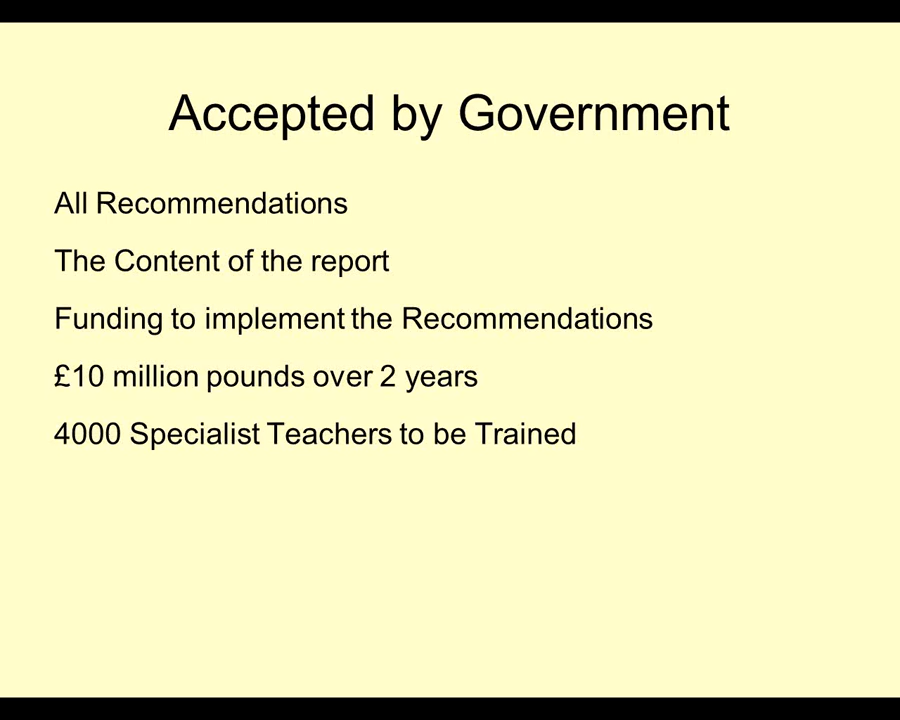 Accepted by Government
All Recommendations
The Content of the report
Funding to implement the Recommendations
£10 million pounds over 2 years
4000 Specialist Teachers to be Trained